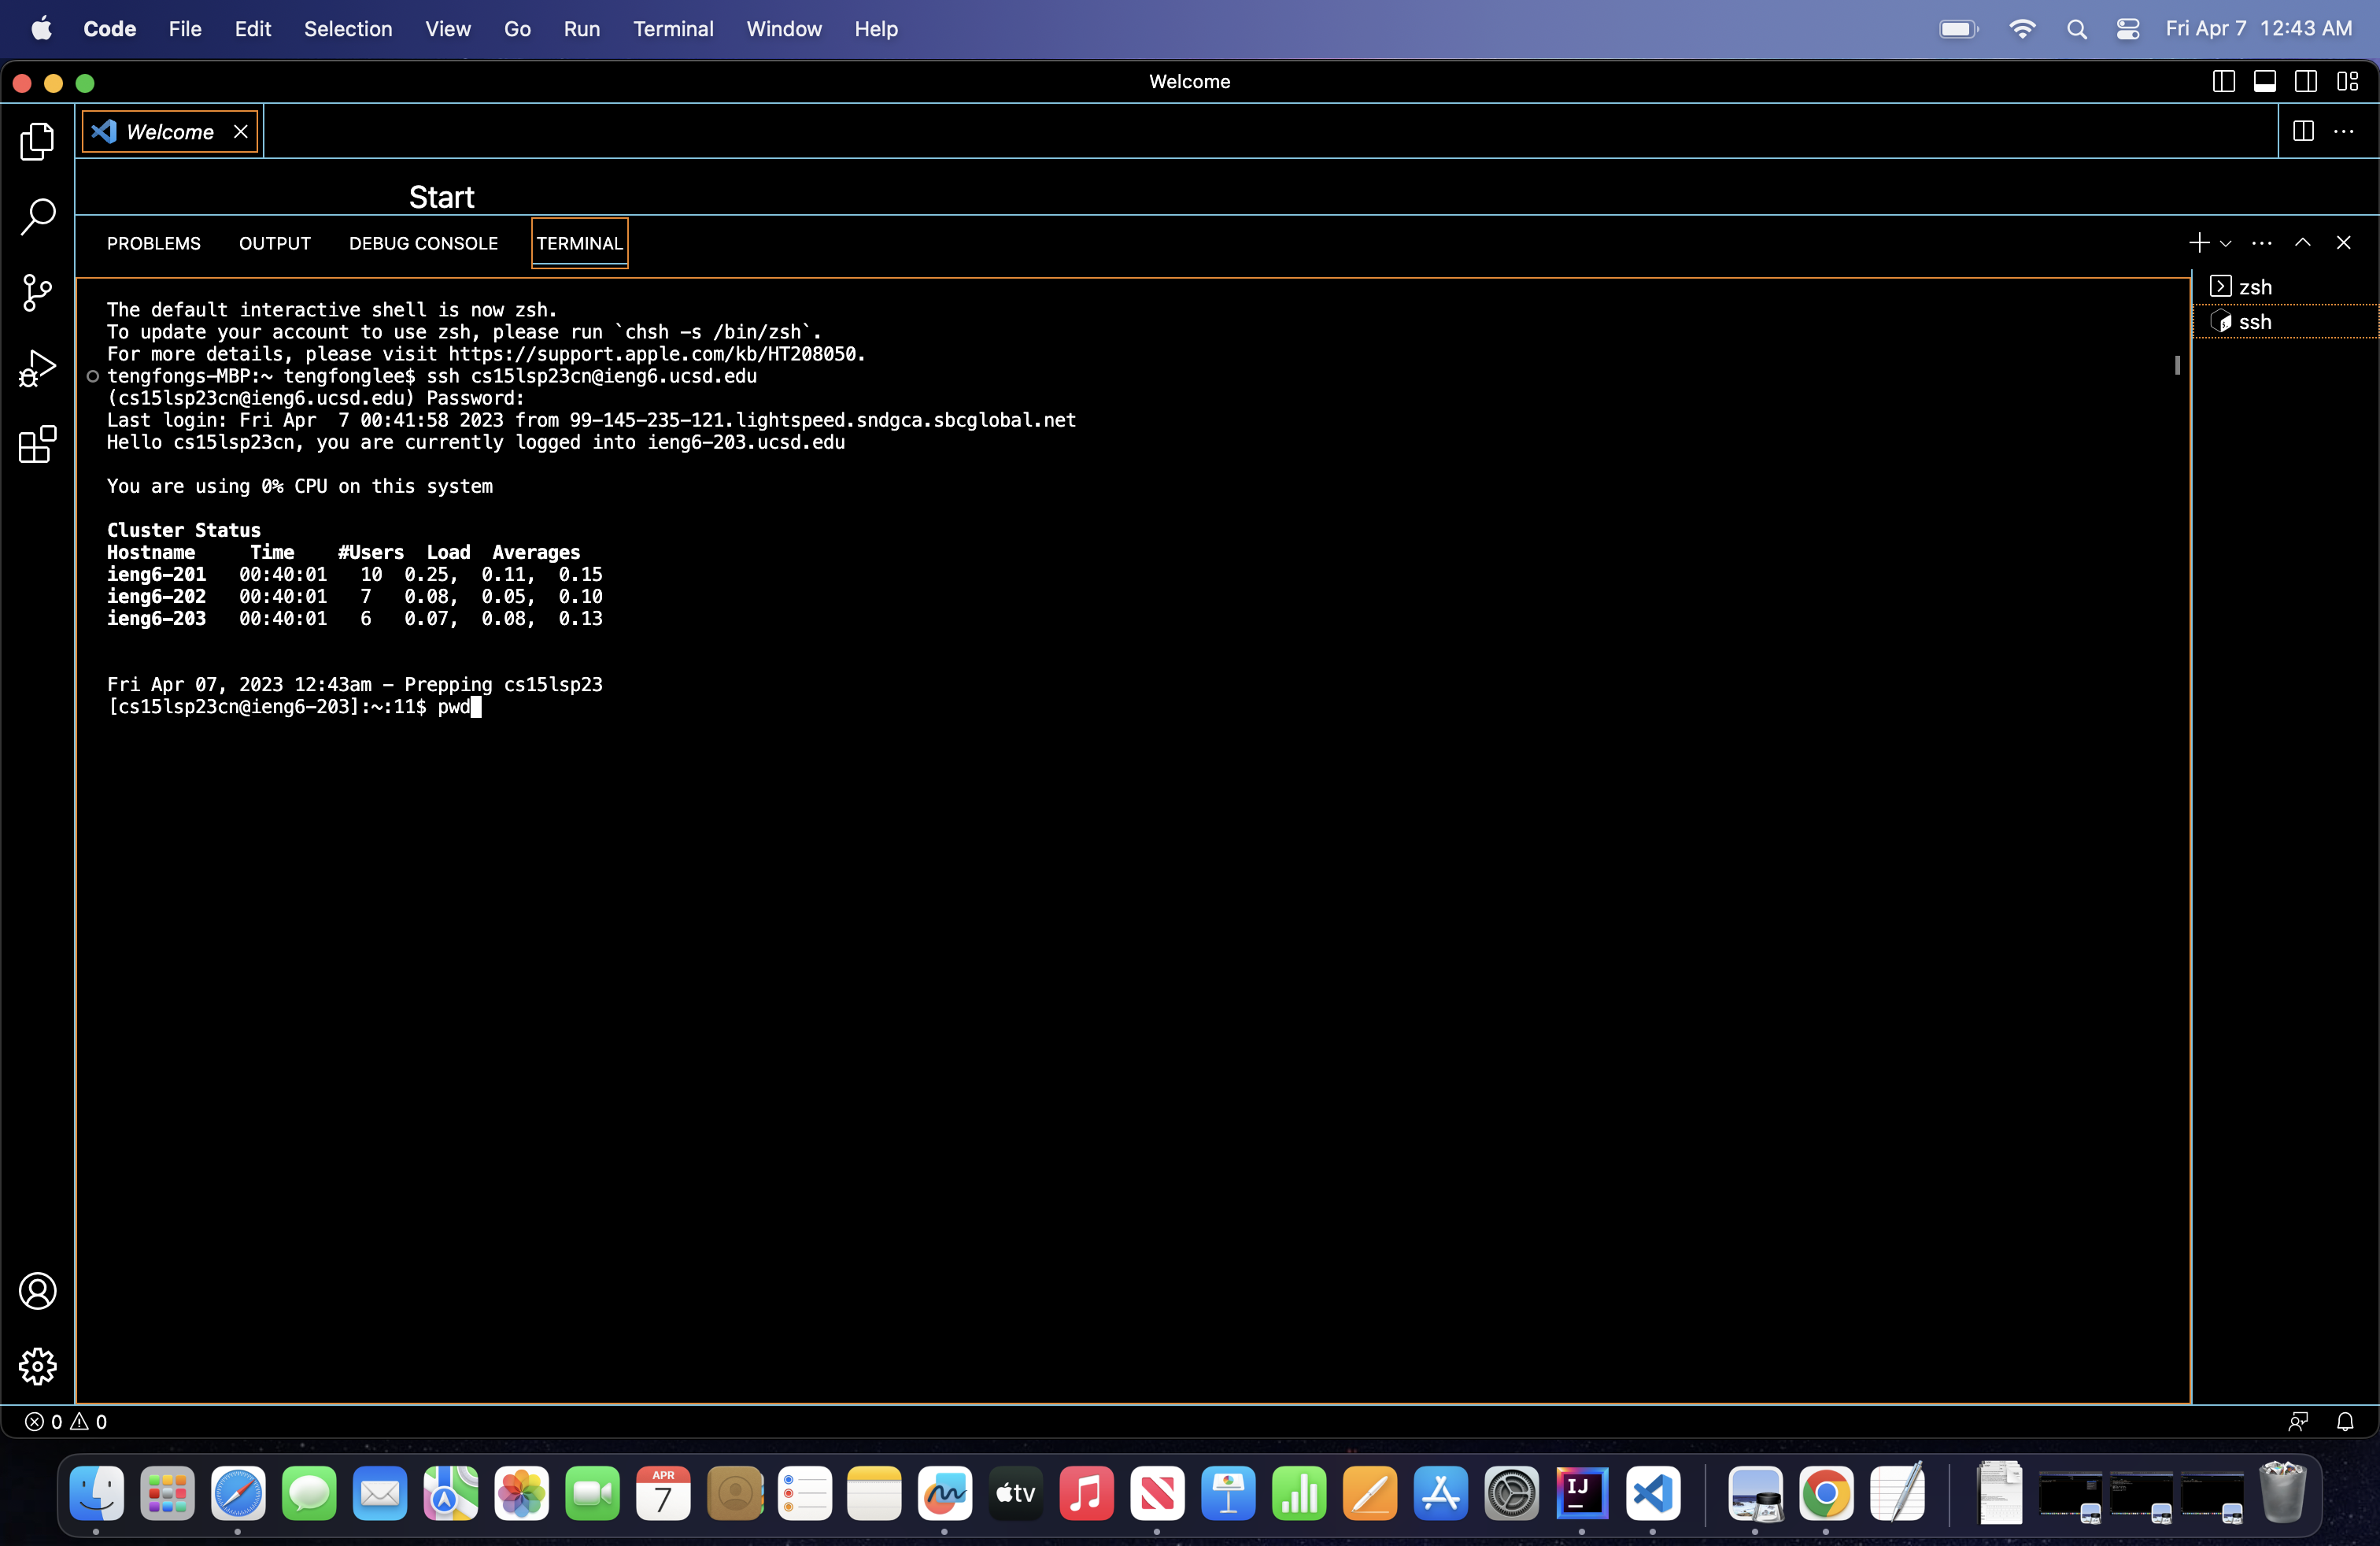 Code File Edit Selection View Go Run Terminal Window Help Fri Apr 7 12:43 AM
Welcome
Welcome
Start
PROBLEMS OUTPUT DEBUG CONSOLE TERMINAL
zsh
ssh
The default interactive shell is now zsh.
To update your account to use zsh, please run `chsh -s /bin/zsh`.
For more details, please visit https://support.apple.com/kb/HT208050.
tengfongs-MBP:~ tengfonglee$ ssh cs15lsp23cn@ieng6.ucsd.edu
(cs15lsp23cn@ieng6.ucsd.edu) Password:
Last login: Fri Apr  7 00:41:58 2023 from 99-145-235-121.lightspeed.sndgca.sbcglobal.net
Hello cs15lsp23cn, you are currently logged into ieng6-203.ucsd.edu
You are using 0% CPU on this system
Cluster Status
Hostname     Time    #Users  Load  Averages
ieng6-201   00:40:01   10  0.25,  0.11,  0.15
ieng6-202   00:40:01   7   0.08,  0.05,  0.10
ieng6-203   00:40:01   6   0.07,  0.08,  0.13
Fri Apr 07, 2023 12:43am - Prepping cs15lsp23
[cs15lsp23cn@ieng6-203]:~:11$ pwd
0 0
APR
7
tv
IJ